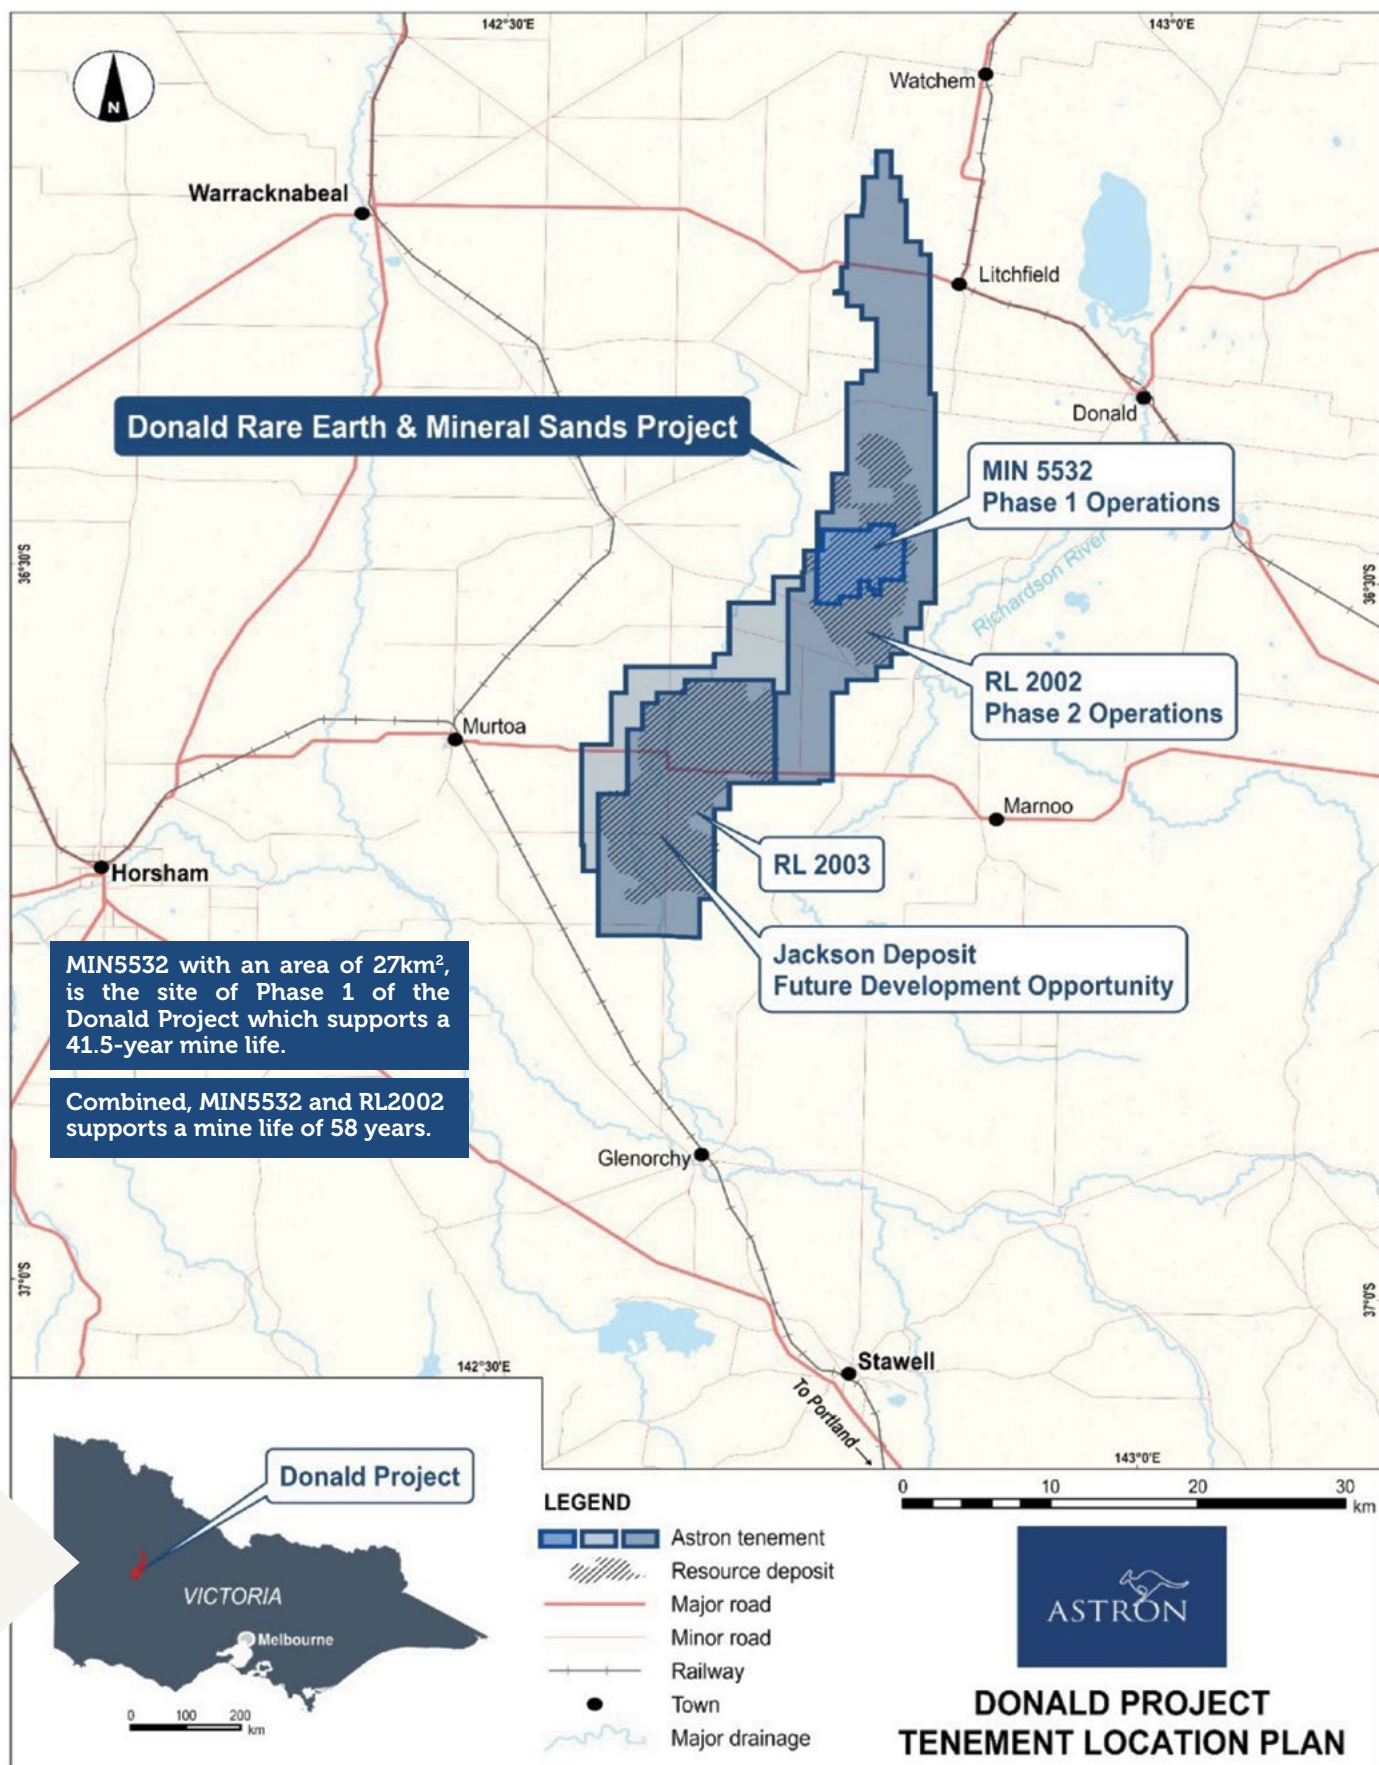 142°30'E
143°0'E
Watchem
N
Warracknabeal
Litchfield
Donald Rare Earth & Mineral Sands Project
Donald
MIN 5532
Phase 1 Operations
36°30'S
36°30'S
Richardson River
RL 2002
Phase 2 Operations
Murtoa
Marnoo
RL 2003
Horsham
Jackson Deposit
Future Development Opportunity
MIN5532 with an area of 27km²,
is the site of Phase 1 of the
Donald Project which supports a
41.5-year mine life.
Combined, MIN5532 and RL2002
supports a mine life of 58 years.
Glenorchy
37°0'S
37°0'S
Stawell
To Portland
142°30'E
143°0'E
Donald Project
VICTORIA
Melbourne
0 100 200
km
LEGEND
Astron tenement
Resource deposit
Major road
Minor road
Railway
Town
Major drainage
0 10 20 30
km
ASTRON
DONALD PROJECT
TENEMENT LOCATION PLAN